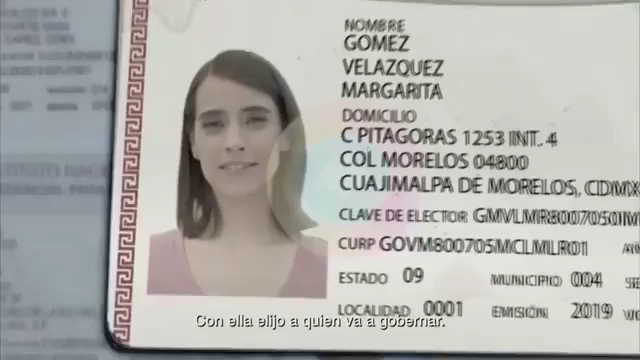 NOMBRE
GOMEZ
VELAZQUEZ
MARGARITA
DOMICILIO
C PITAGORAS 1253 INT. 4
COL MORELOS 04800
CUAJIMALPA DE MORELOS, CDMX
CLAVE DE ELECTOR
CURP GOVM800705MCLMLR01
ESTADO 09 MUNICIPIO 004
LOCALIDAD 0001 EMISIÓN 2019
Con ella elijo a quien va a gobernar.